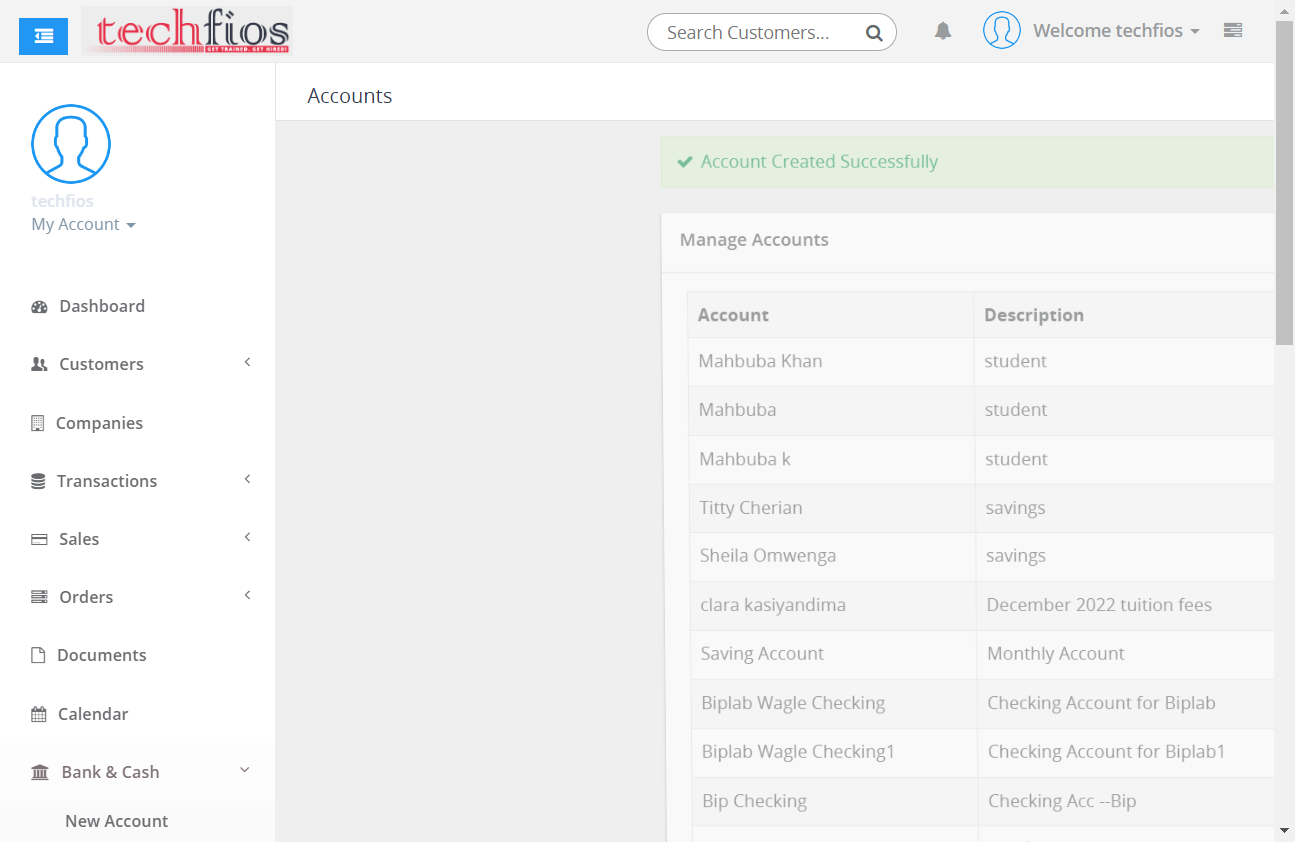 techfios
GET TRAINED. GET HIRED!
Search Customers...
Welcome techfios
Accounts
techfios
My Account
Dashboard
Customers
Companies
Transactions
Sales
Orders
Documents
Calendar
Bank & Cash
New Account
Account Created Successfully
Manage Accounts
Account Description
Mahbuba Khan student
Mahbuba student
Mahbuba k student
Titty Cherian savings
Sheila Omwenga savings
clara kasiyandima December 2022 tuition fees
Saving Account Monthly Account
Biplab Wagle Checking Checking Account for Biplab
Biplab Wagle Checking1 Checking Account for Biplab1
Bip Checking Checking Acc --Bip